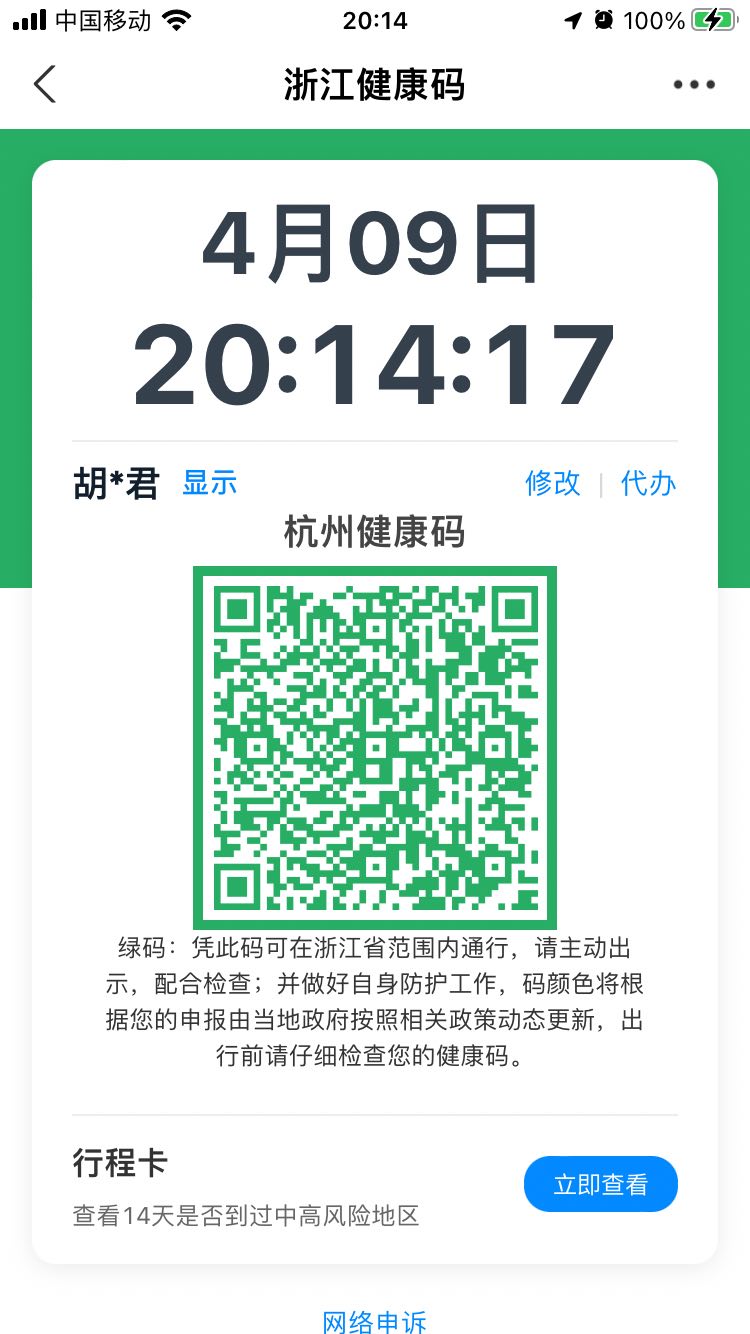 中国移动 20:14 100%
浙江健康码
4月09日
20:14:17
胡*君 显示 修改 | 代办
杭州健康码
绿码：凭此码可在浙江省范围内通行，请主动出
示，配合检查；并做好自身防护工作，码颜色将根
据您的申报由当地政府按照相关政策动态更新，出
行前请仔细检查您的健康码。
行程卡
立即查看
查看14天是否到过中高风险地区
网络申诉